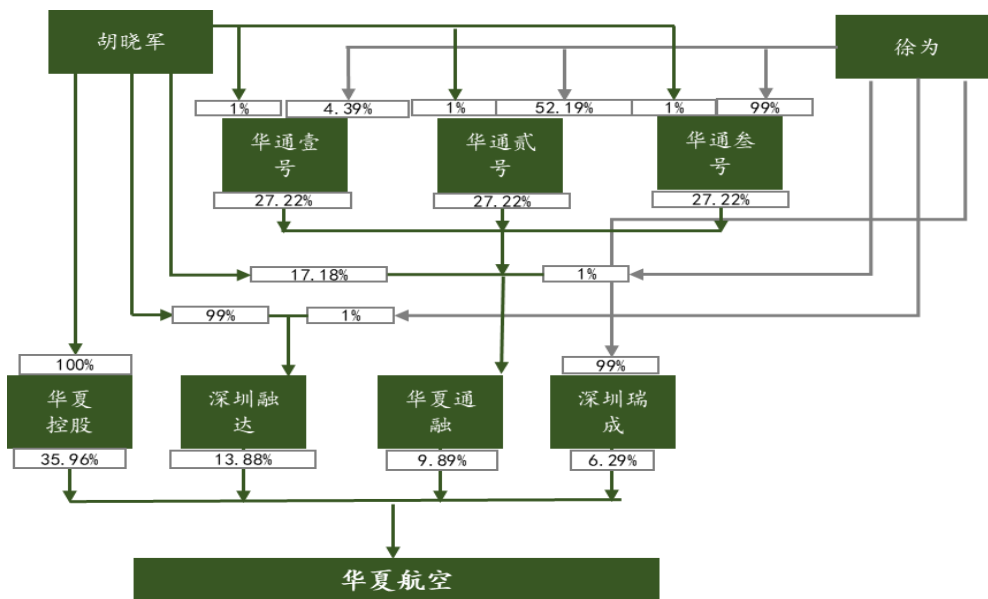 胡晓军
徐为
1%
4.39%
1%
52.19%
1%
99%
华通壹
号
华通贰
号
华通叁
号
27.22%
27.22%
27.22%
17.18%
1%
99%
1%
100%
99%
华夏
控股
深圳融
达
华夏通
融
深圳瑞
成
35.96%
13.88%
9.89%
6.29%
华夏航空